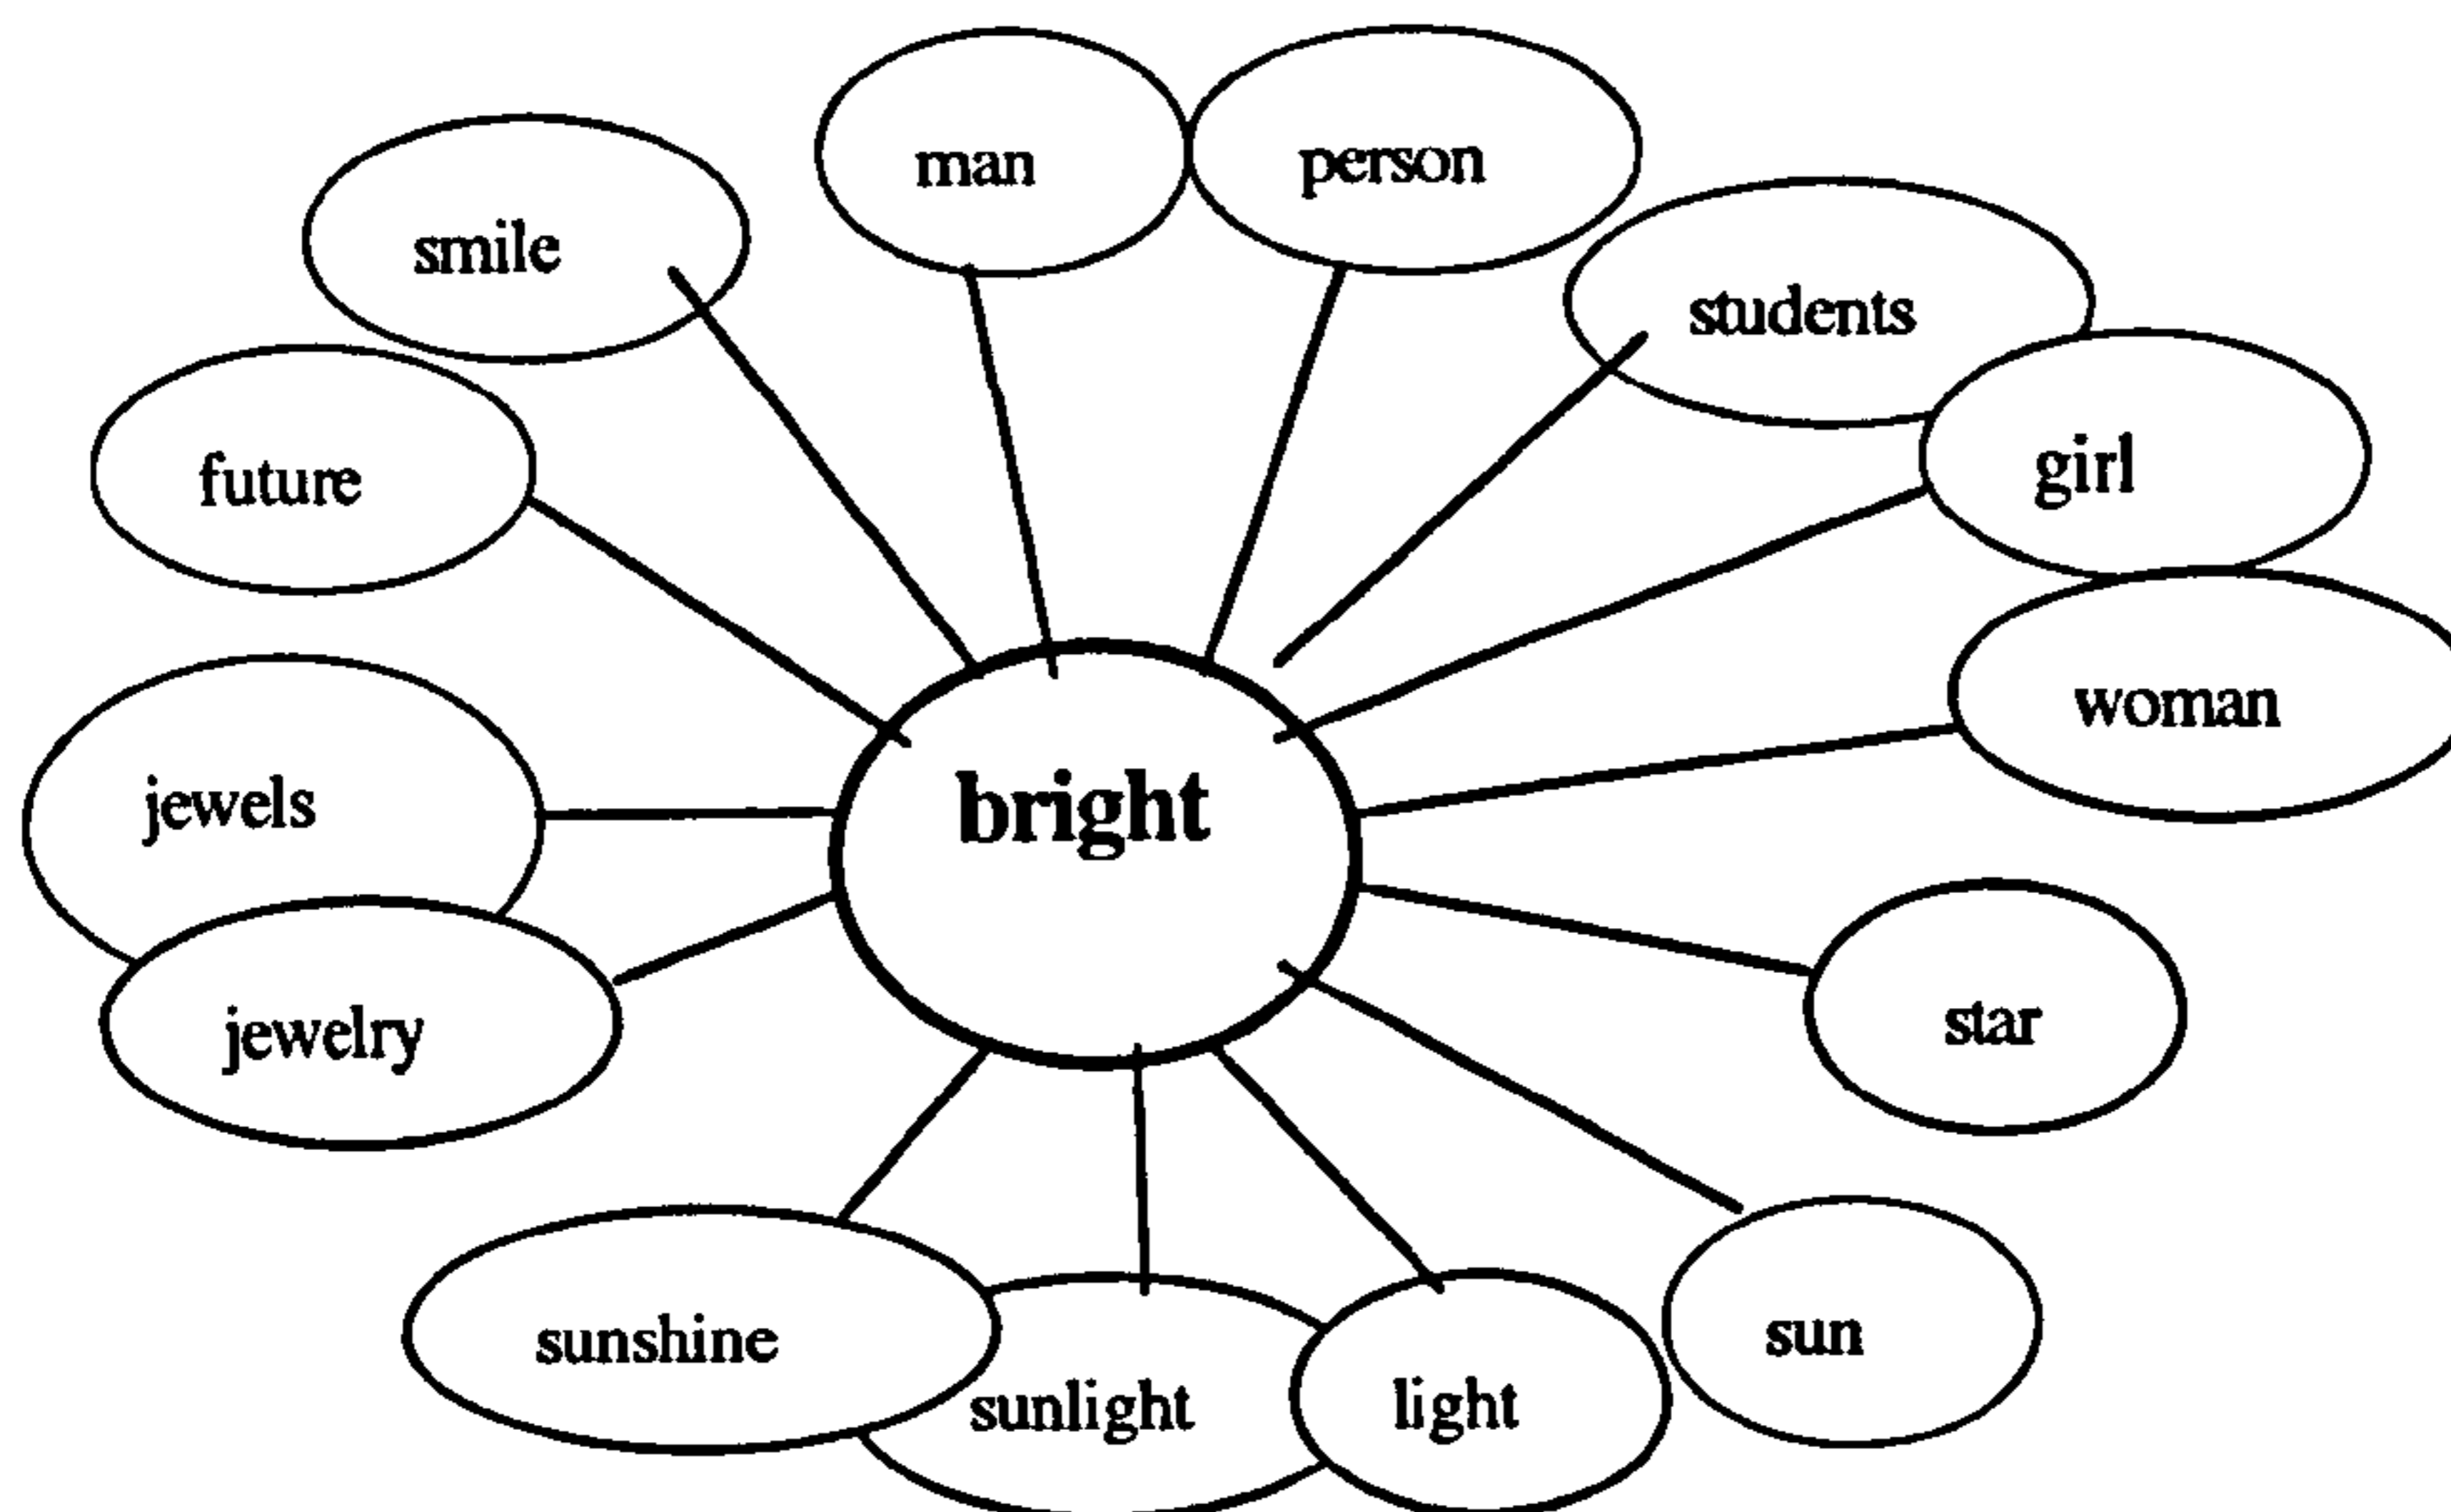 man
person
smile
students
future
girl
woman
jewels
bright
star
jewelry
sunshine
sun
sunlight
light